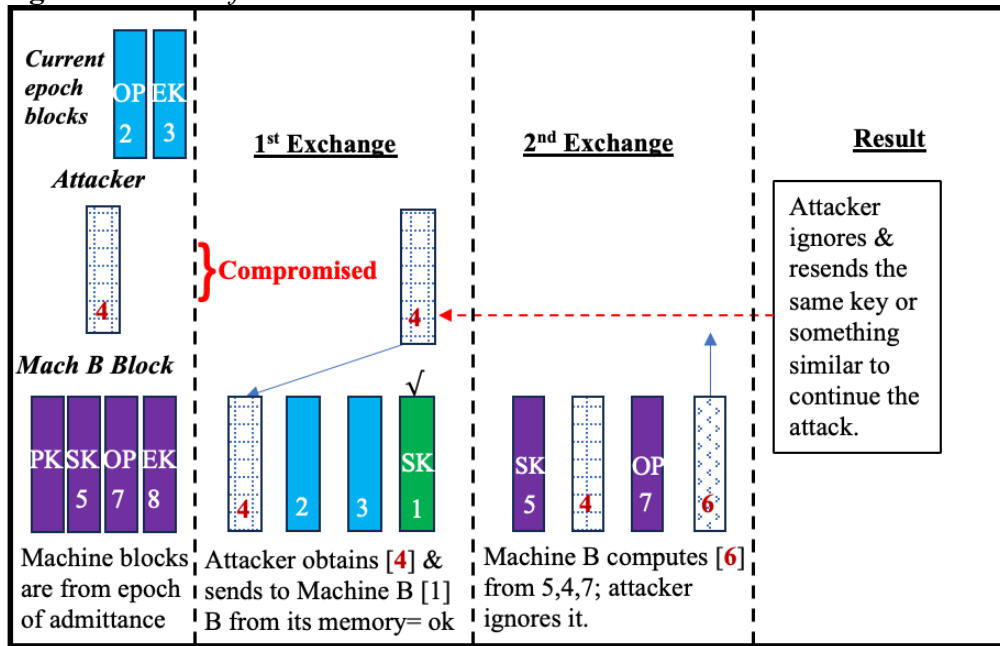 Current
epoch
blocks
OP EK
2 3
Attacker
4
Mach B Block
PK SK OP EK
5 7 8
Machine blocks
are from epoch
of admittance
1st Exchange
Compromised
4
√
SK
4 2 3 1
Attacker obtains [4] &
sends to Machine B [1]
B from its memory= ok
2nd Exchange
SK OP
5 4 7 6
Machine B computes [6]
from 5,4,7; attacker
ignores it.
Result
Attacker
ignores &
resends the
same key or
something
similar to
continue the
attack.